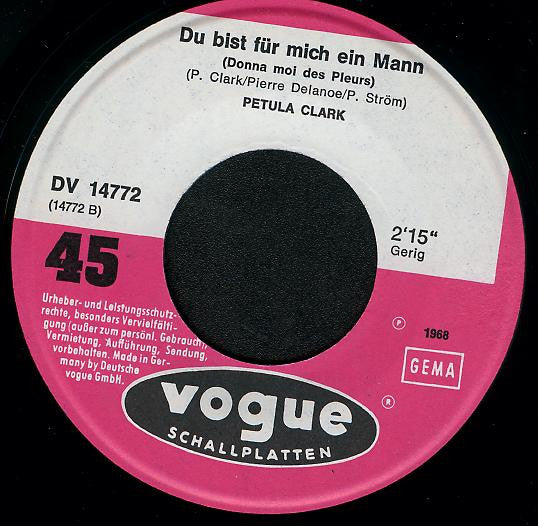 Du bist für mich ein Mann
(Donna moi des Pleurs)
(P. Clark/Pierre Delanoe/P. Ström)
PETULA CLARK
DV 14772
(14772 B)
2'15"
Gerig
45
Urheber- und Leistungsschutz-
rechte, besonders Vervielfälti-
gung (außer zum persönl. Gebrauch),
Vermietung, Aufführung, Sendung,
vorbehalten. Made in Ger-
many by Deutsche
vogue GmbH.
℗ 1968
GEMA
®
vogue
SCHALLPLATTEN